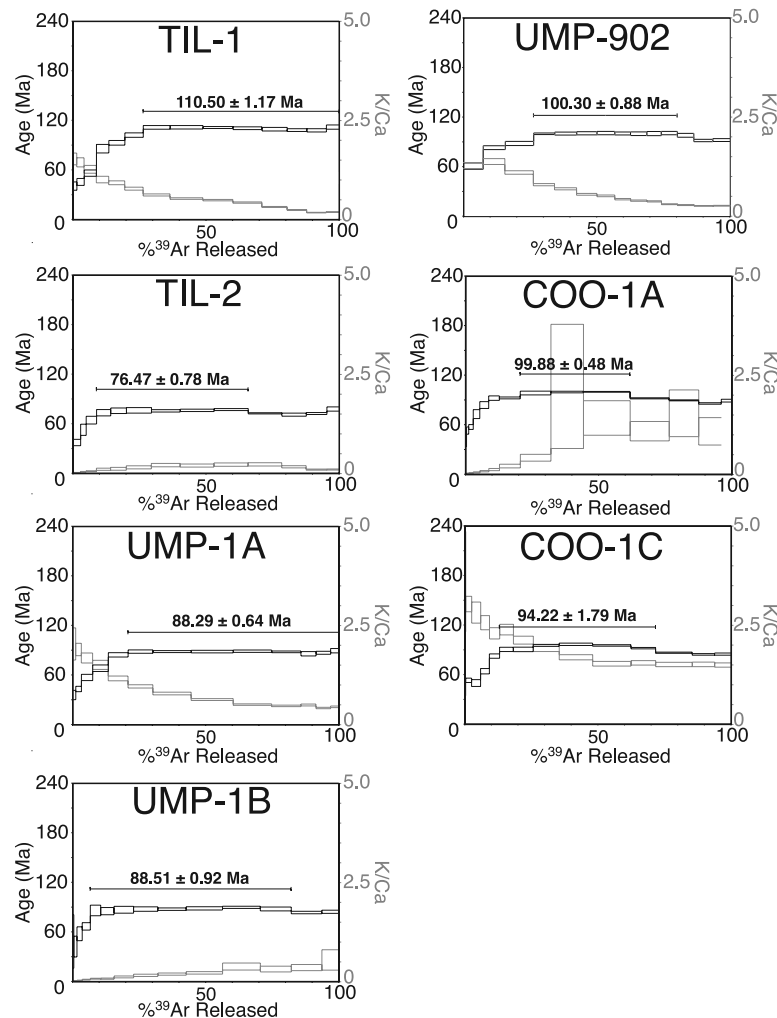 TIL-1
240
180
120
60
0
Age (Ma)
110.50 ± 1.17 Ma
5.0
2.5
0
K/Ca
50
100
%³⁹Ar Released
UMP-902
240
180
120
60
0
Age (Ma)
100.30 ± 0.88 Ma
5.0
2.5
0
K/Ca
50
100
%³⁹Ar Released
TIL-2
240
180
120
60
0
Age (Ma)
76.47 ± 0.78 Ma
5.0
2.5
0
K/Ca
50
100
%³⁹Ar Released
COO-1A
240
180
120
60
0
Age (Ma)
99.88 ± 0.48 Ma
5.0
2.5
0
K/Ca
50
100
%³⁹Ar Released
UMP-1A
240
180
120
60
0
Age (Ma)
88.29 ± 0.64 Ma
5.0
2.5
0
K/Ca
50
100
%³⁹Ar Released
COO-1C
240
180
120
60
0
Age (Ma)
94.22 ± 1.79 Ma
5.0
2.5
0
K/Ca
50
100
%³⁹Ar Released
UMP-1B
240
180
120
60
0
Age (Ma)
88.51 ± 0.92 Ma
5.0
2.5
0
K/Ca
50
100
%³⁹Ar Released